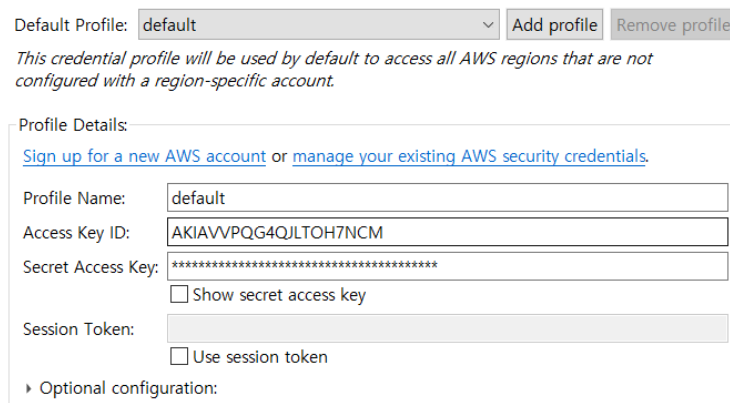 Default Profile: default Add profile Remove profile
This credential profile will be used by default to access all AWS regions that are not
configured with a region-specific account.
Profile Details:
Sign up for a new AWS account or manage your existing AWS security credentials.
Profile Name: default
Access Key ID: AKIAVVPQG4QJLTOH7NCM
Secret Access Key: ****************************************
Show secret access key
Session Token:
Use session token
Optional configuration: